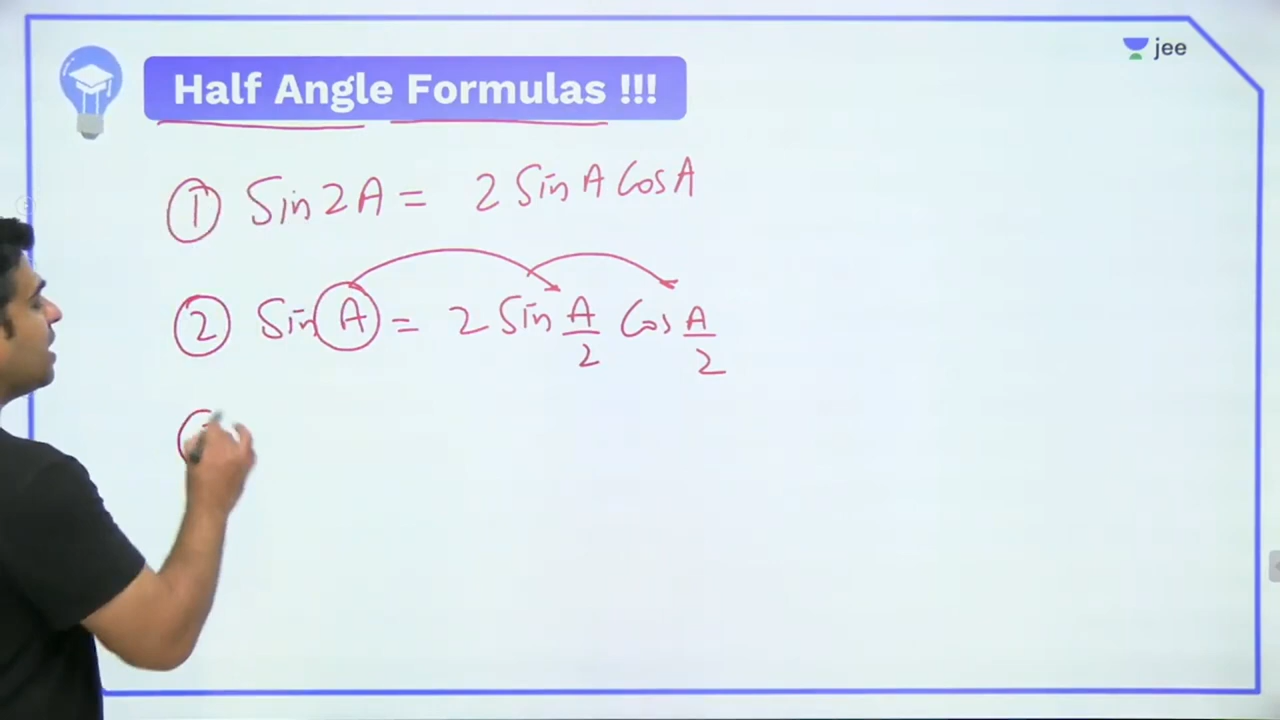 jee
Half Angle Formulas !!!
① Sin 2A = 2 Sin A Cos A
② Sin A = 2 Sin A/2 Cos A/2